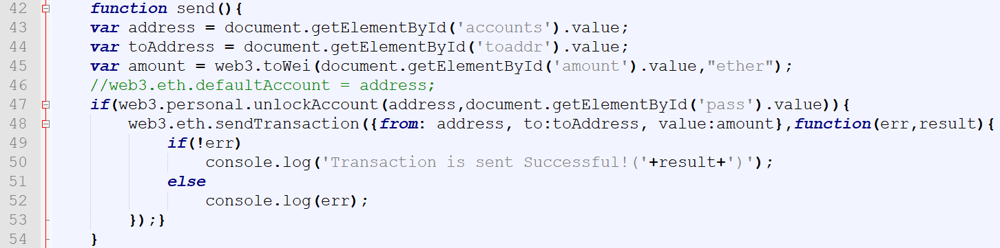 42 function send(){
43 var address = document.getElementById('accounts').value;
44 var toAddress = document.getElementById('toaddr').value;
45 var amount = web3.toWei(document.getElementById('amount').value,"ether");
46 //web3.eth.defaultAccount = address;
47 if(web3.personal.unlockAccount(address,document.getElementById('pass').value)){
48 web3.eth.sendTransaction({from: address, to:toAddress, value:amount},function(err,result){
49 if(!err)
50 console.log('Transaction is sent Successful!('+result+')');
51 else
52 console.log(err);
53 });}
54 }